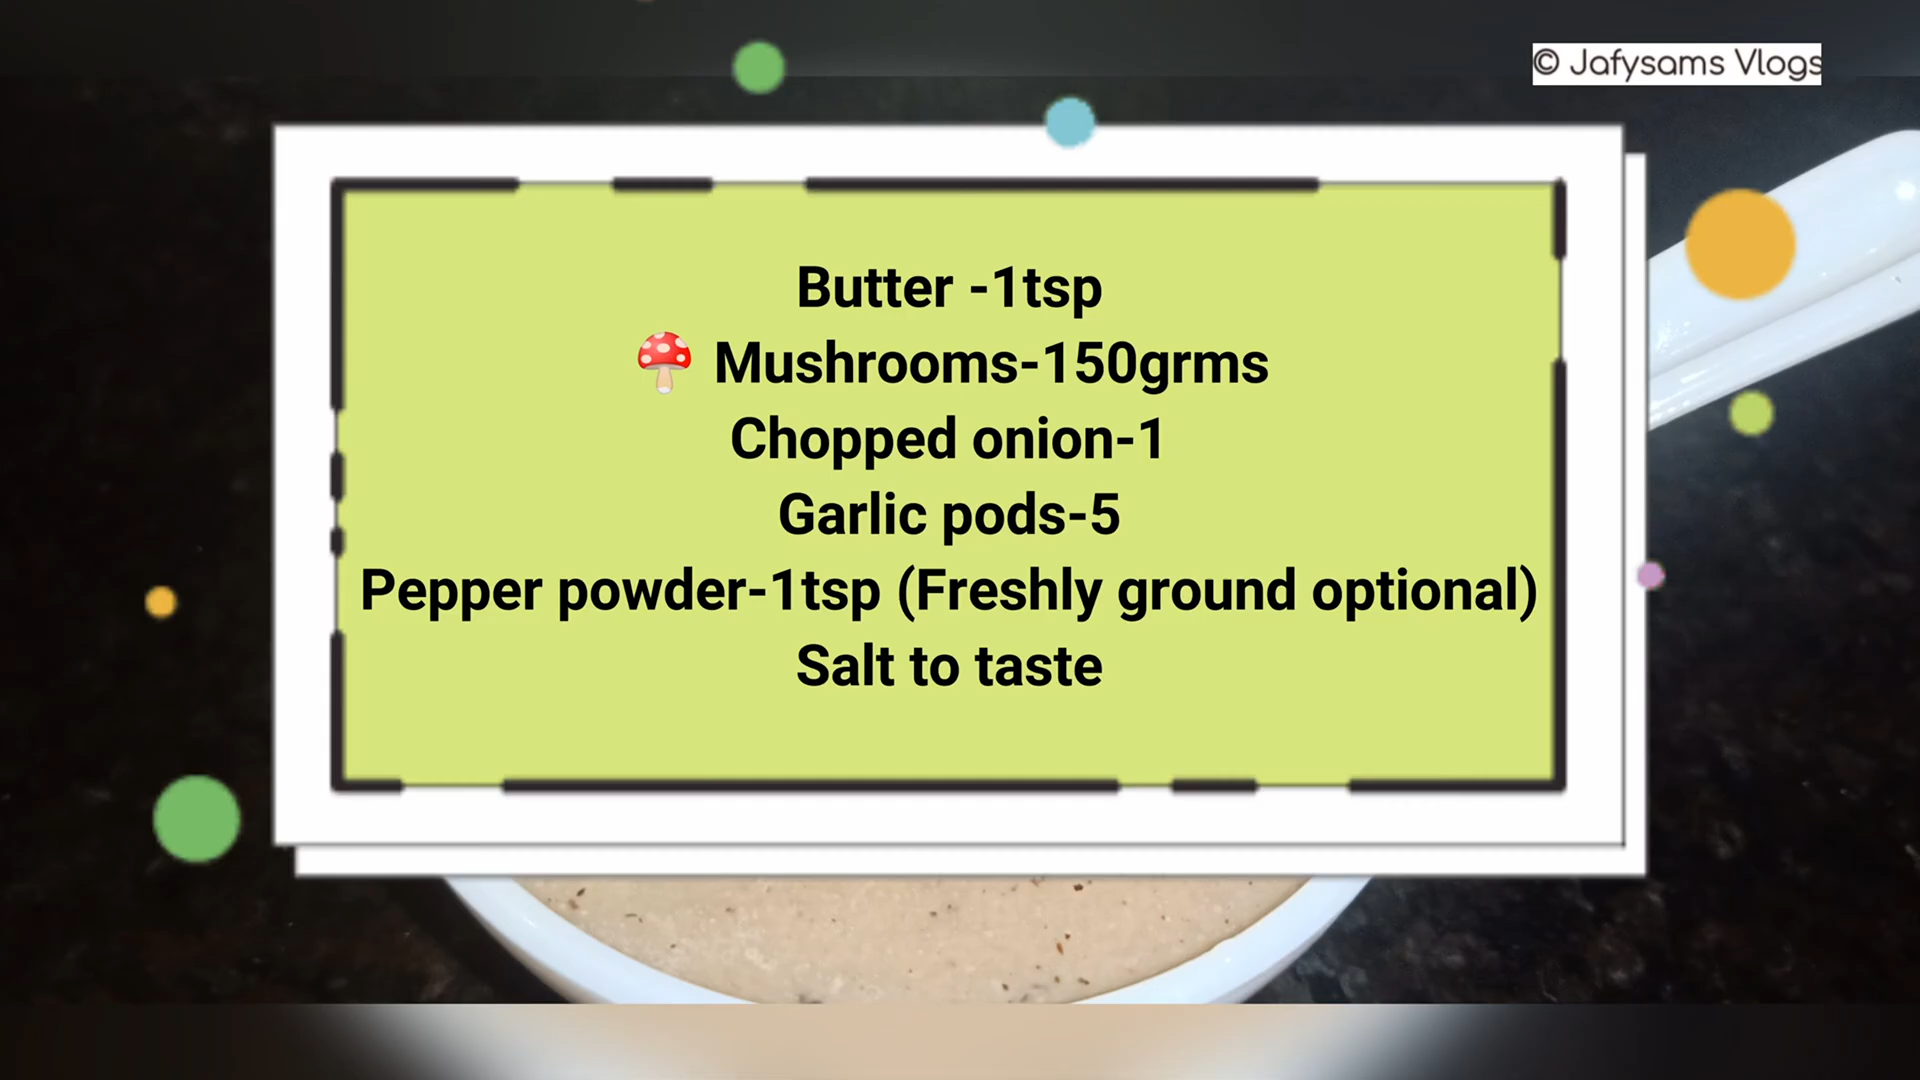 © Jafysams Vlogs
Butter -1tsp
🍄 Mushrooms-150grms
Chopped onion-1
Garlic pods-5
Pepper powder-1tsp (Freshly ground optional)
Salt to taste